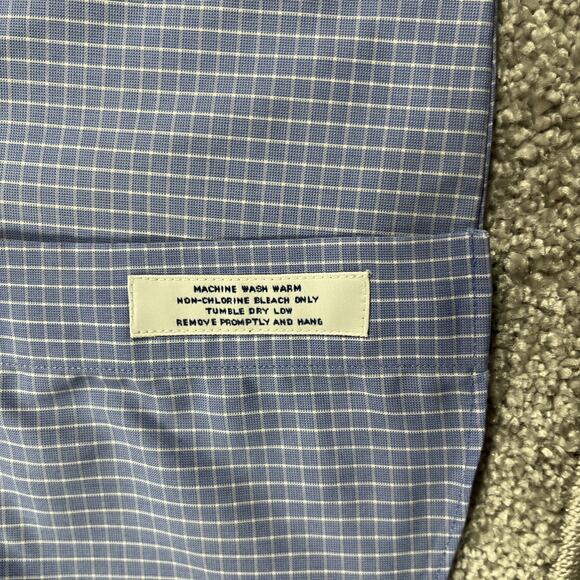 MACHINE WASH WARM
NON-CHLORINE BLEACH ONLY
TUMBLE DRY LOW
REMOVE PROMPTLY AND HANG